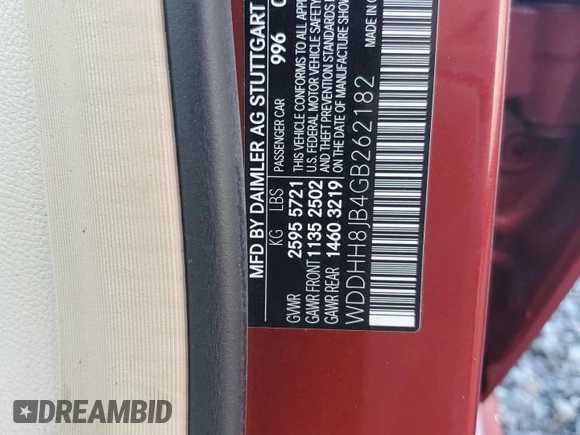 MFD BY DAIMLER AG STUTTGART
KG LBS PASSENGER CAR 996
GVWR 2595 5721 THIS VEHICLE CONFORMS TO ALL
GAWR FRONT 1135 2502 U.S. FEDERAL MOTOR VEHICLE SAFETY
GAWR REAR 1460 3219 AND THEFT PREVENTION STANDARDS
ON THE DATE OF MANUFACTURE SHOW
WDDHH8JB4GB262182 MADE IN
DREAMBID